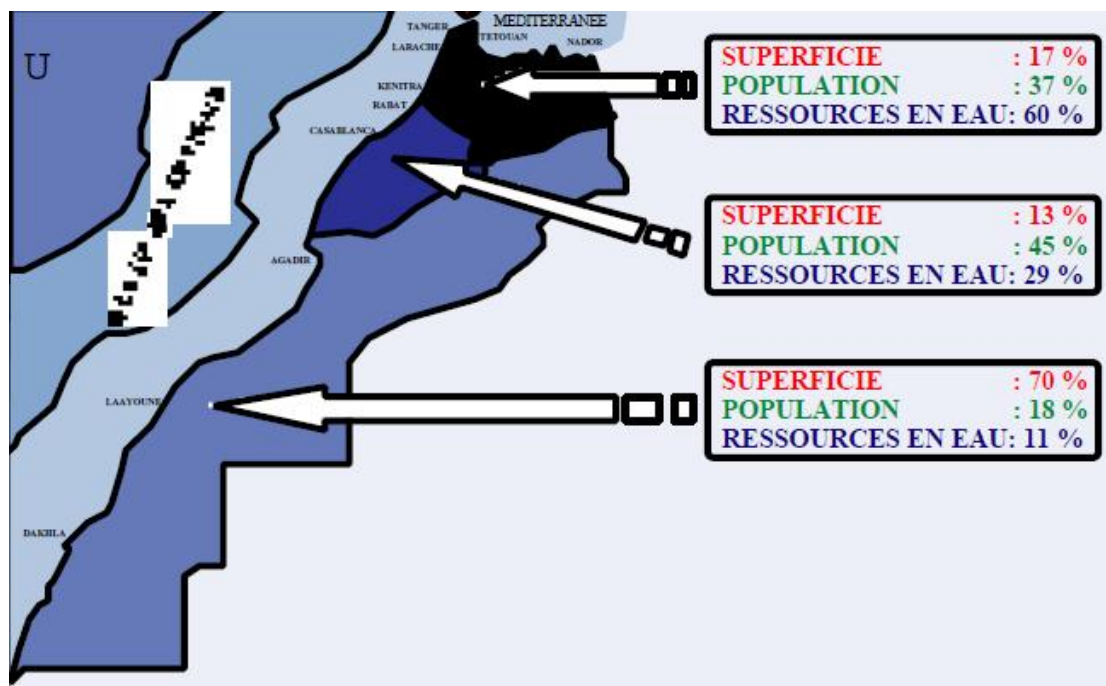 MEDITERRANEE
TANGER
TETOUAN
NADOR
LARACHE
U
KENITRA
RABAT
CASABLANCA
AGADIR
LAAYOUNE
DAKHLA
SUPERFICIE : 17 %
POPULATION : 37 %
RESSOURCES EN EAU: 60 %
SUPERFICIE : 13 %
POPULATION : 45 %
RESSOURCES EN EAU: 29 %
SUPERFICIE : 70 %
POPULATION : 18 %
RESSOURCES EN EAU: 11 %